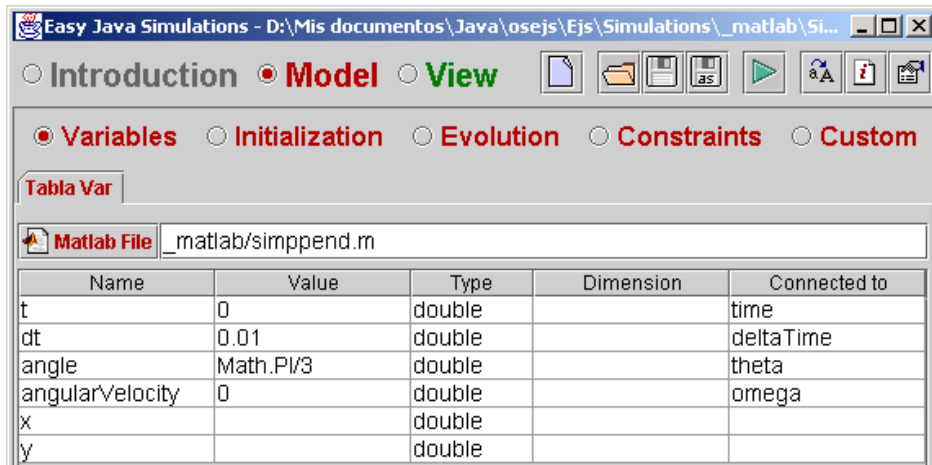 Easy Java Simulations - D:\Mis documentos\Java\osejs\Ejs\Simulations\_matlab\Si...
Introduction Model View as aA i
Variables Initialization Evolution Constraints Custom
Tabla Var
Matlab File _matlab/simppend.m
Name Value Type Dimension Connected to
t 0 double time
dt 0.01 double deltaTime
angle Math.PI/3 double theta
angularVelocity 0 double omega
x double
y double